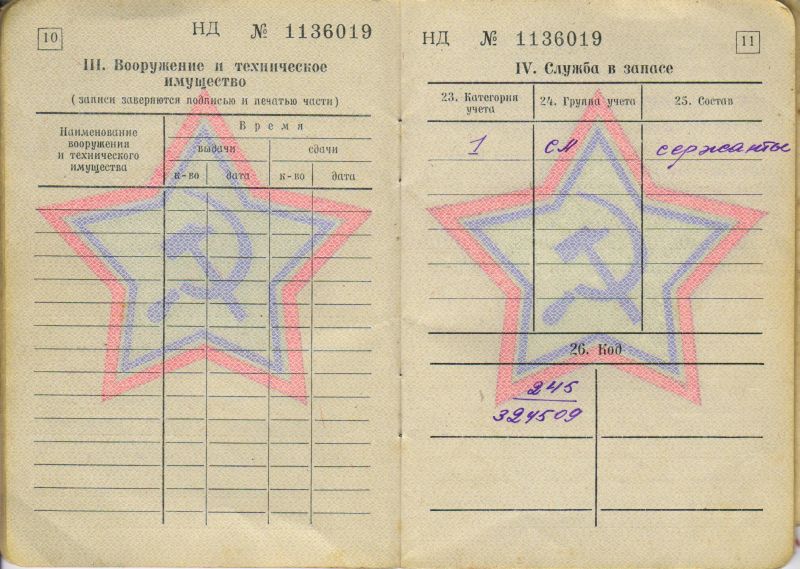 10
НД № 1136019
III. Вооружение и техническое
имущество
(записи заверяются подписью и печатью части)
Наименование
вооружения
и технического
имущества
Время
выдачи
сдачи
к-во
дата
к-во
дата
НД № 1136019
11
IV. Служба в запасе
23. Категория
учета
24. Группа учета
25. Состав
1
СМ
сержанты
26. Код
245
324509